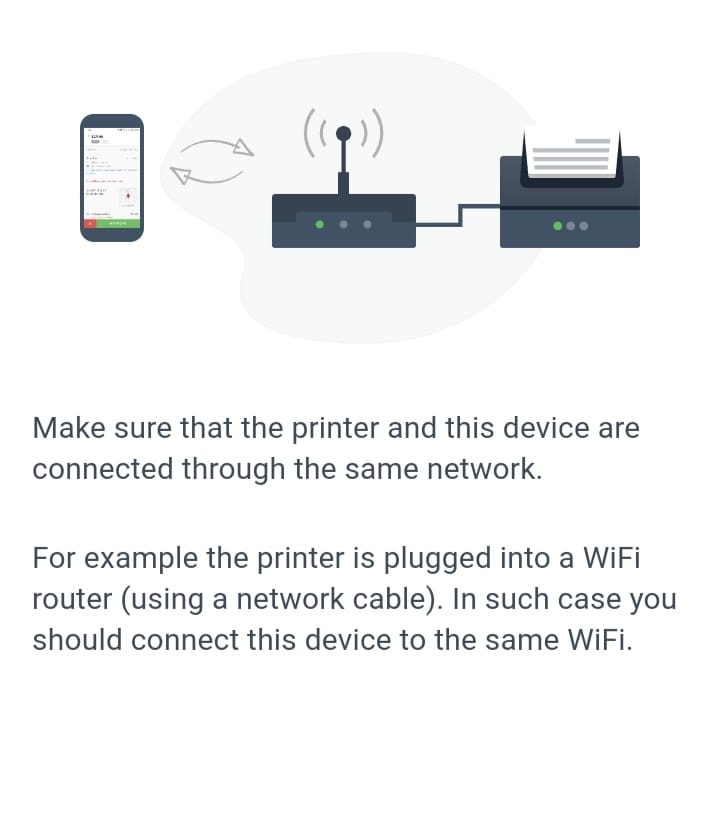 Make sure that the printer and this device are
connected through the same network.
For example the printer is plugged into a WiFi
router (using a network cable). In such case you
should connect this device to the same WiFi.